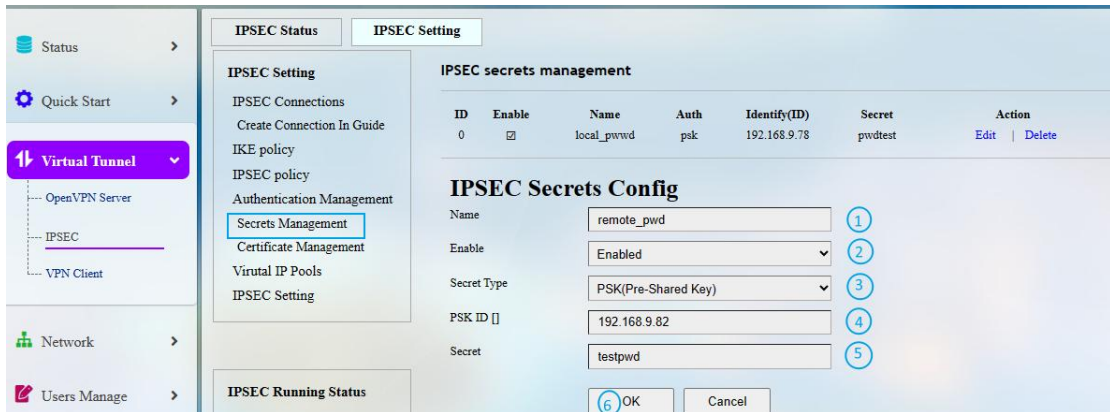 Status
Quick Start
Virtual Tunnel
OpenVPN Server
IPSEC
VPN Client
Network
Users Manage
IPSEC Status
IPSEC Setting
IPSEC Setting
IPSEC Connections
Create Connection In Guide
IKE policy
IPSEC policy
Authentication Management
Secrets Management
Certificate Management
Virutal IP Pools
IPSEC Setting
IPSEC Running Status
IPSEC secrets management
ID Enable Name Auth Identify(ID) Secret Action
0 ☑ local_pwwd psk 192.168.9.78 pwdtest Edit | Delete
IPSEC Secrets Config
Name remote_pwd 1
Enable Enabled 2
Secret Type PSK(Pre-Shared Key) 3
PSK ID [] 192.168.9.82 4
Secret testpwd 5
6 OK Cancel